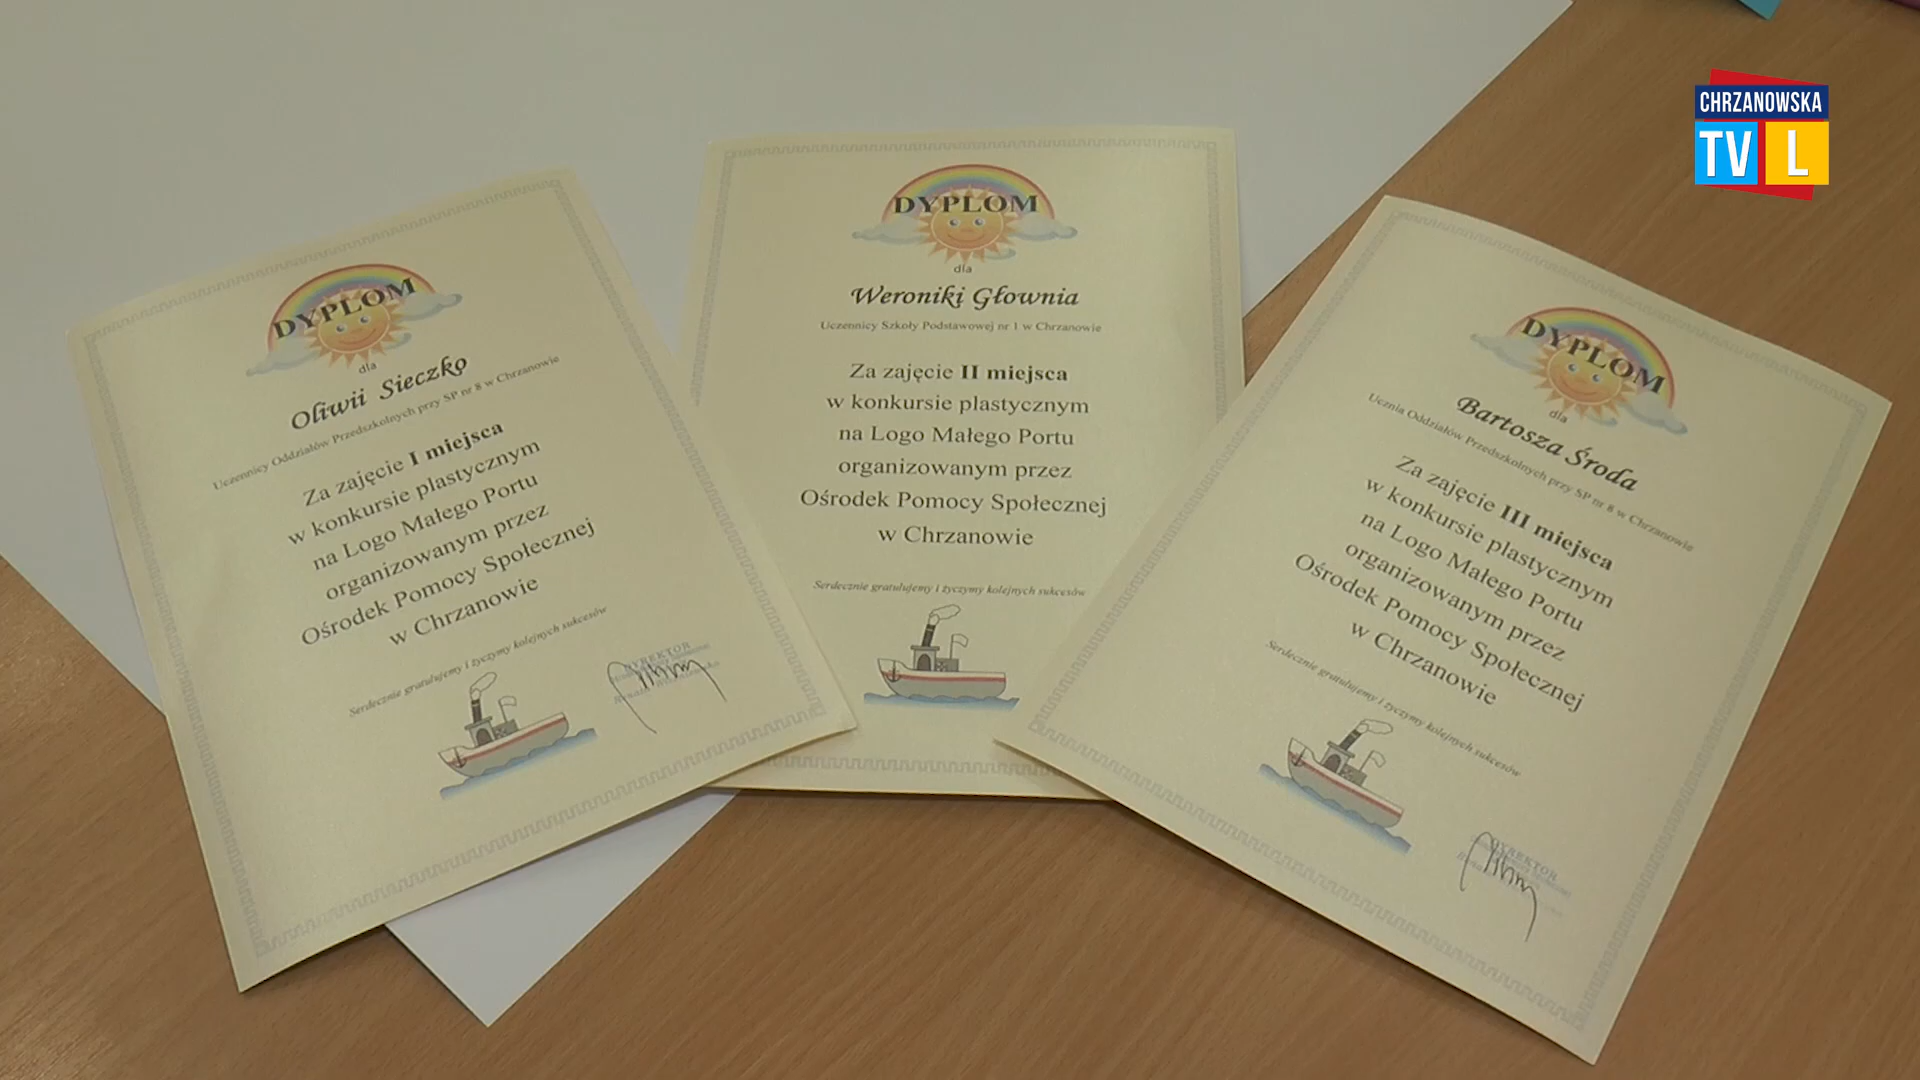 CHRZANOWSKA
TV L
DYPLOM
dla
Oliwii Sieczko
Uczennicy Oddziałów Przedszkolnych przy SP nr 8 w Chrzanowie
Za zajęcie I miejsca
w konkursie plastycznym
na Logo Małego Portu
organizowanym przez
Ośrodek Pomocy Społecznej
w Chrzanowie
Serdecznie gratulujemy i życzymy kolejnych sukcesów
DYREKTOR
DYPLOM
dla
Weroniki Głownia
Uczennicy Szkoły Podstawowej nr 1 w Chrzanowie
Za zajęcie II miejsca
w konkursie plastycznym
na Logo Małego Portu
organizowanym przez
Ośrodek Pomocy Społecznej
w Chrzanowie
Serdecznie gratulujemy i życzymy kolejnych sukcesów
DYPLOM
dla
Bartosza Środa
Ucznia Oddziałów Przedszkolnych przy SP nr 8 w Chrzanowie
Za zajęcie III miejsca
w konkursie plastycznym
na Logo Małego Portu
organizowanym przez
Ośrodek Pomocy Społecznej
w Chrzanowie
Serdecznie gratulujemy i życzymy kolejnych sukcesów
DYREKTOR